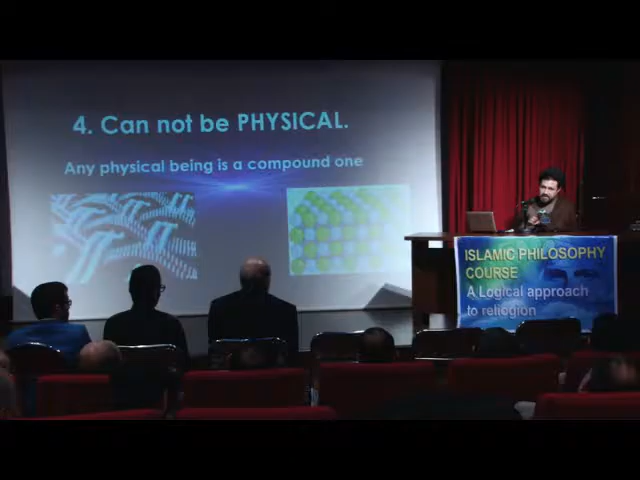 4. Can not be PHYSICAL.
Any physical being is a compound one
ISLAMIC PHILOSOPHY
COURSE
A Logical approach
to religion